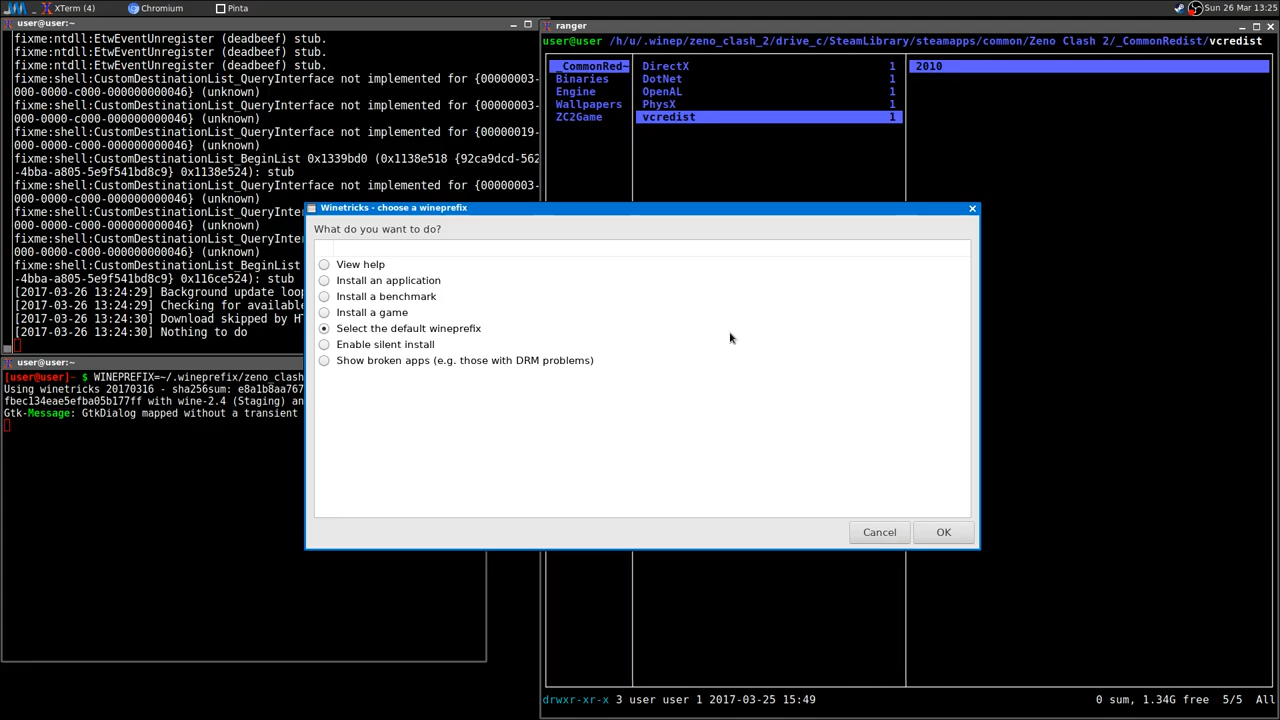 XTerm (4)
Chromium
Pinta
Sun 26 Mar 13:25
user@user:~
fixme:ntdll:EtwEventUnregister (deadbeef) stub.
fixme:ntdll:EtwEventUnregister (deadbeef) stub.
fixme:ntdll:EtwEventUnregister (deadbeef) stub.
fixme:shell:CustomDestinationList_QueryInterface not implemented for {00000003-
000-0000-c000-000000000046} (unknown)
fixme:shell:CustomDestinationList_QueryInterface not implemented for {00000003-
000-0000-c000-000000000046} (unknown)
fixme:shell:CustomDestinationList_QueryInterface not implemented for {00000019-
000-0000-c000-000000000046} (unknown)
fixme:shell:CustomDestinationList_BeginList 0x1339bd0 (0x1138e518 {92ca9dcd-562
-4bba-a805-5e9f541bd8c9} 0x1138e524): stub
fixme:shell:CustomDestinationList_QueryInterface not implemented for {00000003-
000-0000-c000-000000000046}
fixme:shell:CustomDestinationList_QueryInter
000-0000-c000-000000000046} (unknown)
fixme:shell:CustomDestinationList_QueryInter
000-0000-c000-000000000046} (unknown)
fixme:shell:CustomDestinationList_BeginList
-4bba-a805-5e9f541bd8c9} 0x116ce524): stub
[2017-03-26 13:24:29] Background update loop
[2017-03-26 13:24:29] Checking for available
[2017-03-26 13:24:30] Download skipped by HT
[2017-03-26 13:24:30] Nothing to do
user@user:~
[user@user]~ $ WINEPREFIX=~/.wineprefix/zeno_clash
Using winetricks 20170316 - sha256sum: e8a1b8aa767
fbec134eae5efba05b177ff with wine-2.4 (Staging) an
Gtk-Message: GtkDialog mapped without a transient
ranger
user@user /h/u/.winep/zeno_clash_2/drive_c/SteamLibrary/steamapps/common/Zeno Clash 2/_CommonRedist/vcredist
_CommonRed~ DirectX 1 2010
Binaries DotNet 1
Engine OpenAL 1
Wallpapers PhysX 1
ZC2Game vcredist 1
drwxr-xr-x 3 user user 1 2017-03-25 15:49 0 sum, 1.34G free 5/5 All
Winetricks - choose a wineprefix
What do you want to do?
View help
Install an application
Install a benchmark
Install a game
Select the default wineprefix
Enable silent install
Show broken apps (e.g. those with DRM problems)
Cancel OK